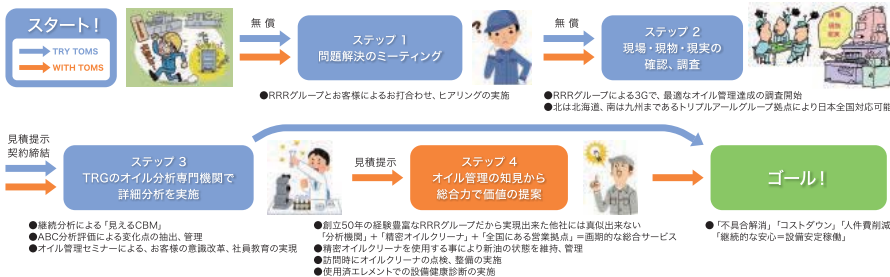 スタート!
TRY TOMS
WITH TOMS
無 償
ステップ 1
問題解決のミーティング
●RRRグループとお客様によるお打合わせ、ヒアリングの実施
無 償
ステップ 2
現場・現物・現実の
確認、調査
●RRRグループによる3Gで、最適なオイル管理達成の調査開始
●北は北海道、南は九州まであるトリプルアールグループ拠点により日本全国対応可能
見積提示
契約締結
ステップ 3
TRGのオイル分析専門機関で
詳細分析を実施
●継続分析による「見えるCBM」
●ABC分析評価による変化点の抽出、管理
●オイル管理セミナーによる、お客様の意識改革、社員教育の実現
見積提示
ステップ 4
オイル管理の知見から
総合力で価値の提案
●創立50年の経験豊富なRRRグループだから実現出来た他社には真似出来ない
「分析機関」+「精密オイルクリーナ」+「全国にある営業拠点」=画期的な総合サービス
●精密オイルクリーナを使用する事により新油の状態を維持、管理
●訪問時にオイルクリーナの点検、整備の実施
●使用済エレメントでの設備健康診断の実施
ゴール!
●「不具合解消」「コストダウン」「人件費削減
「継続的な安心=設備安定稼働」